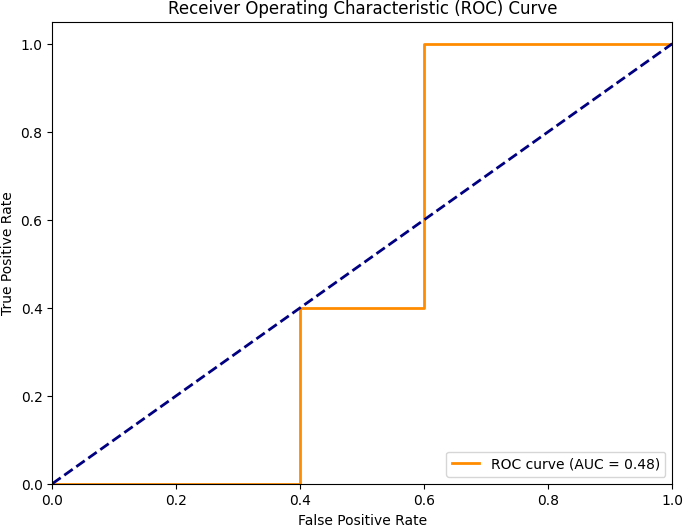 Receiver Operating Characteristic (ROC) Curve
True Positive Rate
1.0
0.8
0.6
0.4
0.2
0.0
0.0 0.2 0.4 0.6 0.8 1.0
False Positive Rate
ROC curve (AUC = 0.48)